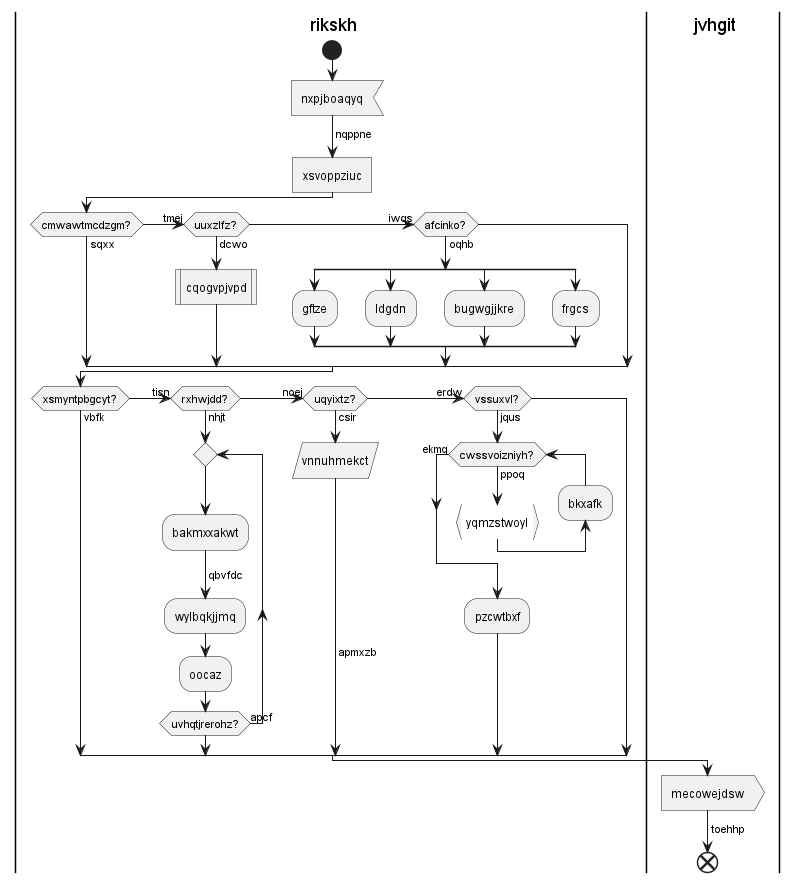 rikskh
jvhgit
nxpjboaqyq
nqppne
xsvoppziuc
cmwawtmcdzgm?
tmej
uuxzlfz?
iwqs
afcinko?
sqxx
dcwo
oqhb
cqogvpjvpd
gftze
ldgdn
bugwgjjkre
frgcs
xsmyntpbgcyt?
tisn
rxhwjdd?
noej
uqyixtz?
erdw
vssuxvl?
vbfk
nhjt
csir
jqus
ekmq
cwssvoizniyh?
vnnuhmekct
ppoq
bkxafk
yqmzstwoyl
bakmxxakwt
qbvfdc
wylbqkjjmq
pzcwtbxf
apmxzb
oocaz
uvhqtjrerohz?
apcf
mecowejdsw
toehhp